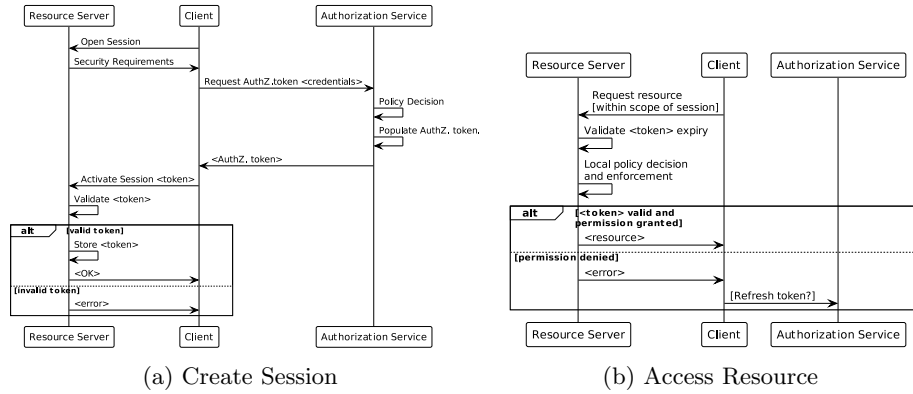 Resource Server Client Authorization Service
Open Session
Security Requirements
Request AuthZ.token <credentials>
Policy Decision
Populate AuthZ. token.
<AuthZ. token>
Activate Session <token>
Validate <token>
alt [valid token]
Store <token>
<OK>
[invalid token]
<error>
Resource Server Client Authorization Service
(a) Create Session
Resource Server Client Authorization Service
Request resource
[within scope of session]
Validate <token> expiry
Local policy decision
and enforcement
alt [<token> valid and
permission granted]
<resource>
[permission denied]
<error>
[Refresh token?]
Resource Server Client Authorization Service
(b) Access Resource